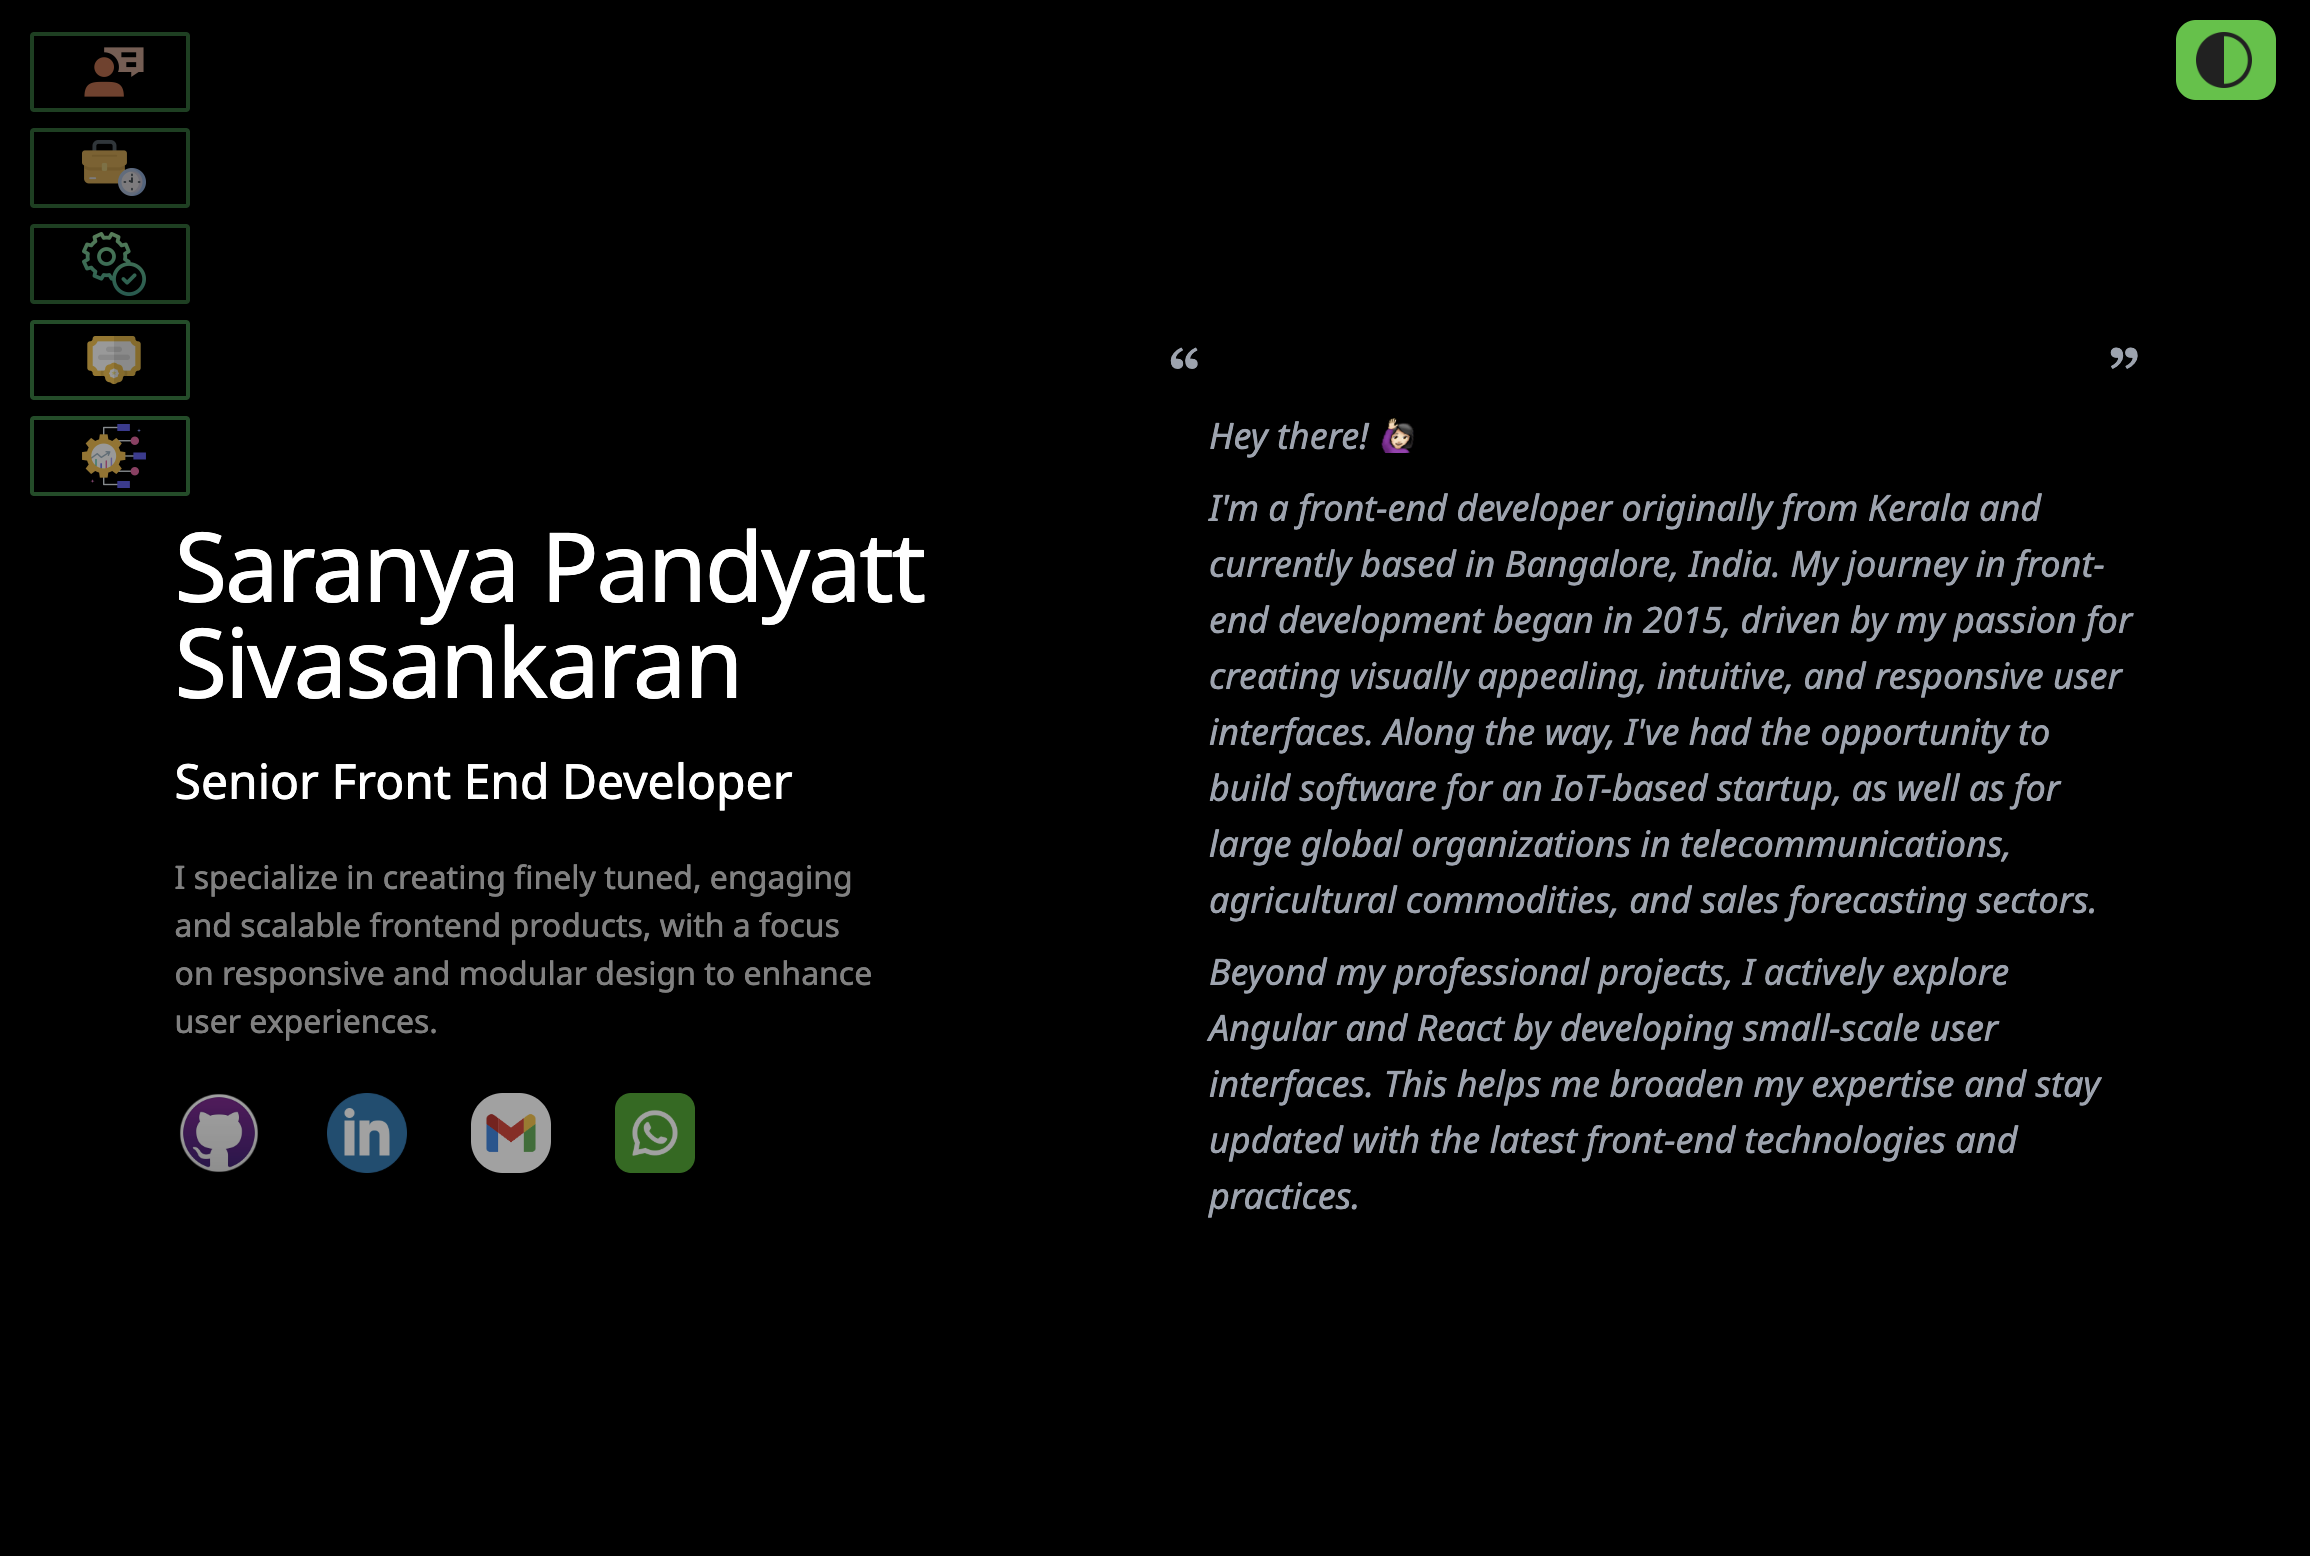 Saranya Pandyatt
Sivasankaran
Senior Front End Developer
I specialize in creating finely tuned, engaging
and scalable frontend products, with a focus
on responsive and modular design to enhance
user experiences.
in
“ ”
Hey there! 🙋🏻‍♀️
I'm a front-end developer originally from Kerala and
currently based in Bangalore, India. My journey in front-
end development began in 2015, driven by my passion for
creating visually appealing, intuitive, and responsive user
interfaces. Along the way, I've had the opportunity to
build software for an IoT-based startup, as well as for
large global organizations in telecommunications,
agricultural commodities, and sales forecasting sectors.
Beyond my professional projects, I actively explore
Angular and React by developing small-scale user
interfaces. This helps me broaden my expertise and stay
updated with the latest front-end technologies and
practices.